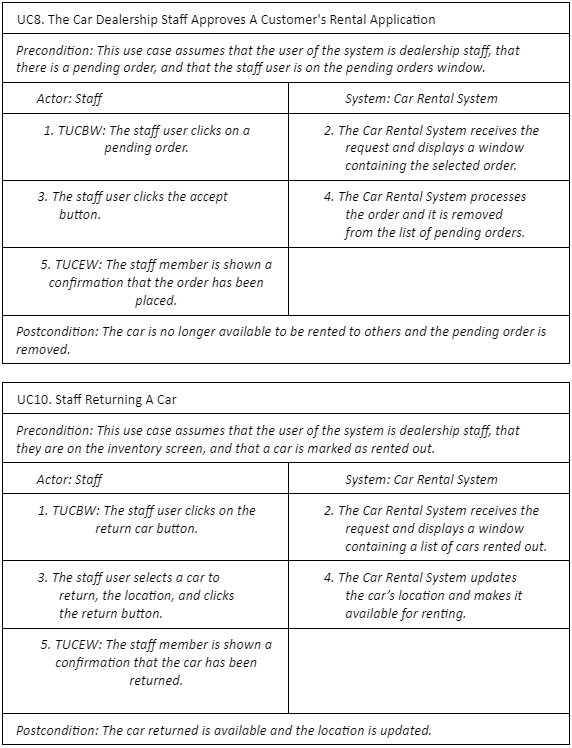 UC8. The Car Dealership Staff Approves A Customer's Rental Application
Precondition: This use case assumes that the user of the system is dealership staff, that
there is a pending order, and that the staff user is on the pending orders window.
Actor: Staff
System: Car Rental System
1. TUCBW: The staff user clicks on a
pending order.
2. The Car Rental System receives the
request and displays a window
containing the selected order.
3. The staff user clicks the accept
button.
4. The Car Rental System processes
the order and it is removed
from the list of pending orders.
5. TUCEW: The staff member is shown a
confirmation that the order has been
placed.
Postcondition: The car is no longer available to be rented to others and the pending order is
removed.
UC10. Staff Returning A Car
Precondition: This use case assumes that the user of the system is dealership staff, that
they are on the inventory screen, and that a car is marked as rented out.
Actor: Staff
System: Car Rental System
1. TUCBW: The staff user clicks on the
return car button.
2. The Car Rental System receives the
request and displays a window
containing a list of cars rented out.
3. The staff user selects a car to
return, the location, and clicks
the return button.
4. The Car Rental System updates
the car’s location and makes it
available for renting.
5. TUCEW: The staff member is shown a
confirmation that the car has been
returned.
Postcondition: The car returned is available and the location is updated.